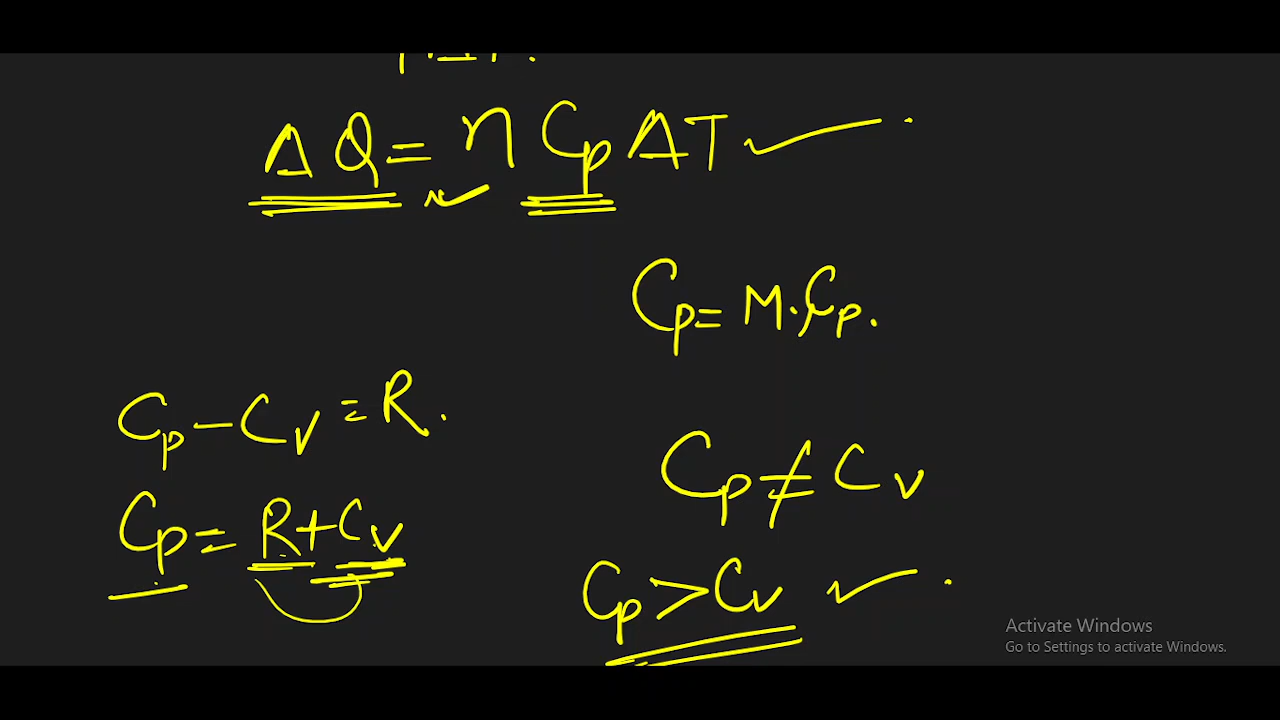 ΔQ = n Cp ΔT
Cp = M.Cp.
Cp - Cv = R.
Cp ≠ Cv
Cp = R + Cv
Cp > Cv
Activate Windows
Go to Settings to activate Windows.